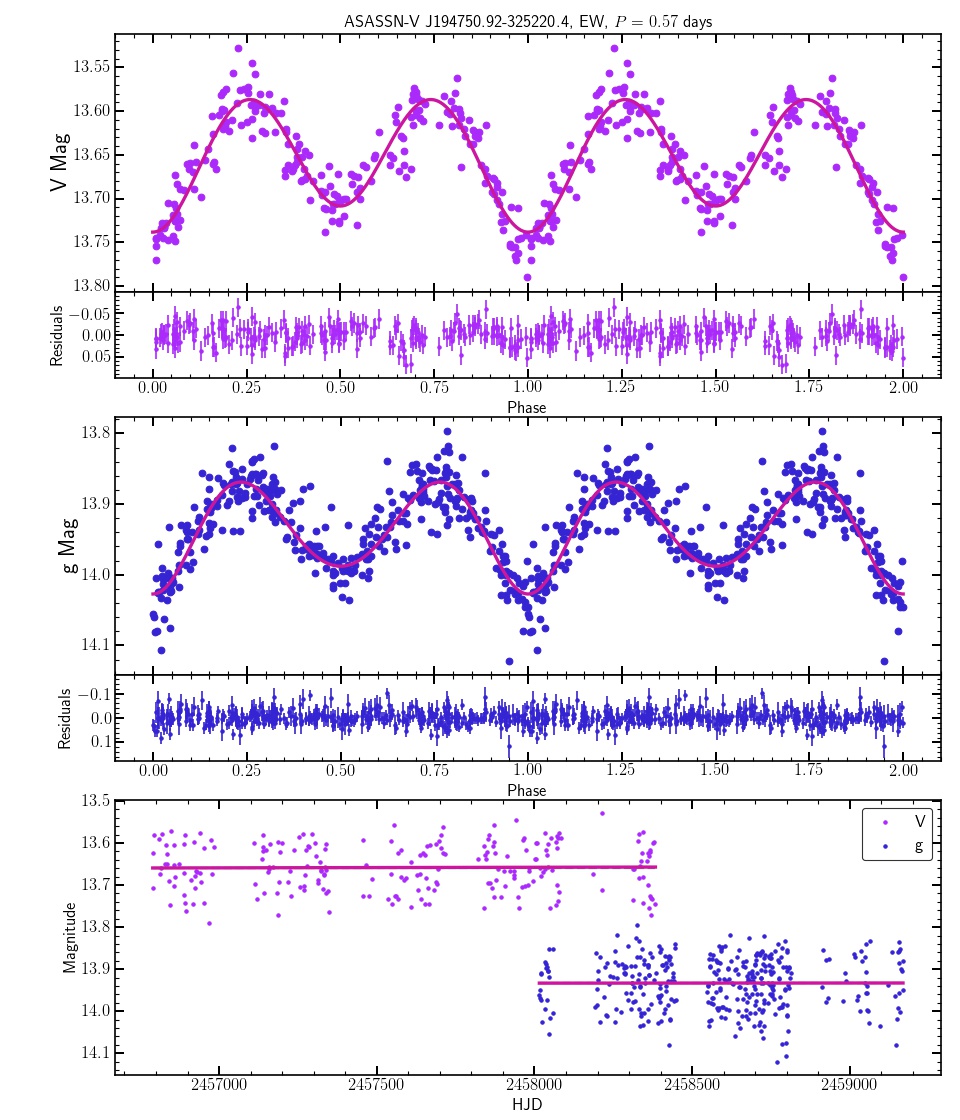 ASASSN-V J194750.92-325220.4, EW, P = 0.57 days
13.55
13.60
13.65
13.70
13.75
13.80
V Mag
−0.05
0.00
0.05
Residuals
0.00 0.25 0.50 0.75 1.00 1.25 1.50 1.75 2.00
Phase
13.8
13.9
14.0
14.1
g Mag
−0.1
0.0
0.1
Residuals
0.00 0.25 0.50 0.75 1.00 1.25 1.50 1.75 2.00
Phase
13.5
13.6
13.7
13.8
13.9
14.0
14.1
Magnitude
V
g
2457000 2457500 2458000 2458500 2459000
HJD